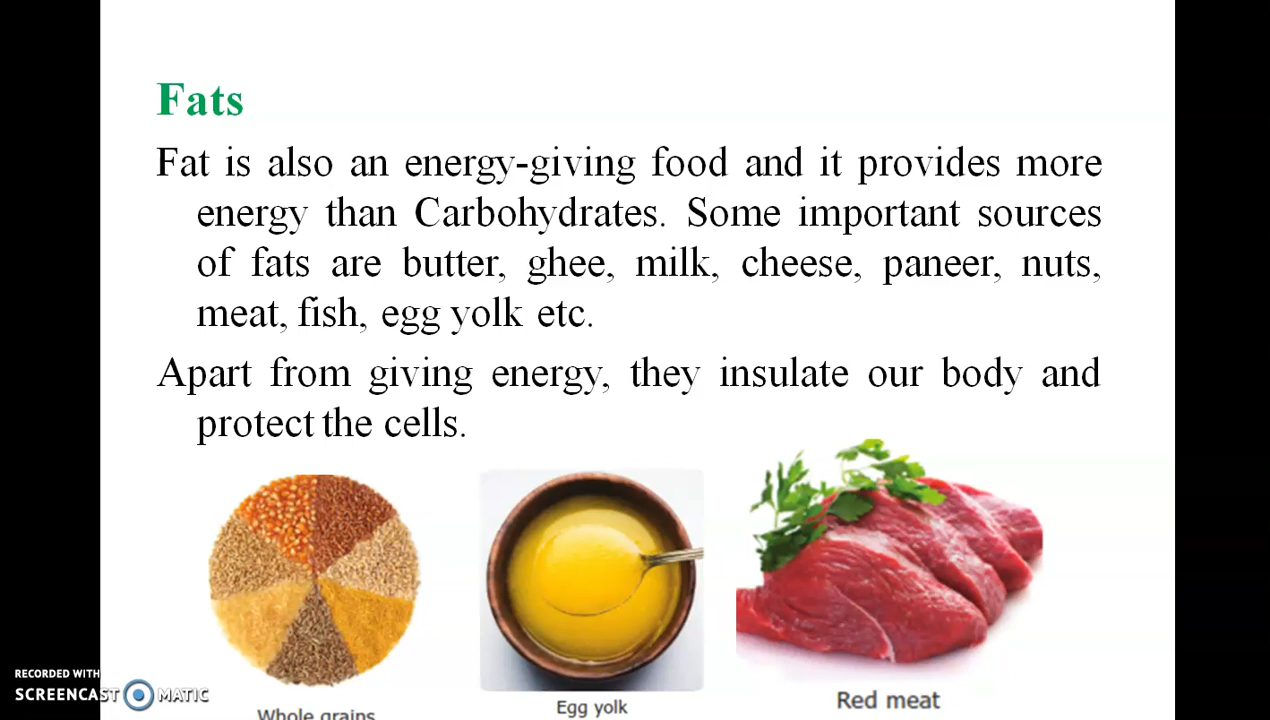 Fats
Fat is also an energy-giving food and it provides more
energy than Carbohydrates. Some important sources
of fats are butter, ghee, milk, cheese, paneer, nuts,
meat, fish, egg yolk etc.
Apart from giving energy, they insulate our body and
protect the cells.
Whole grains
Egg yolk
Red meat
RECORDED WITH
SCREENCAST MATIC